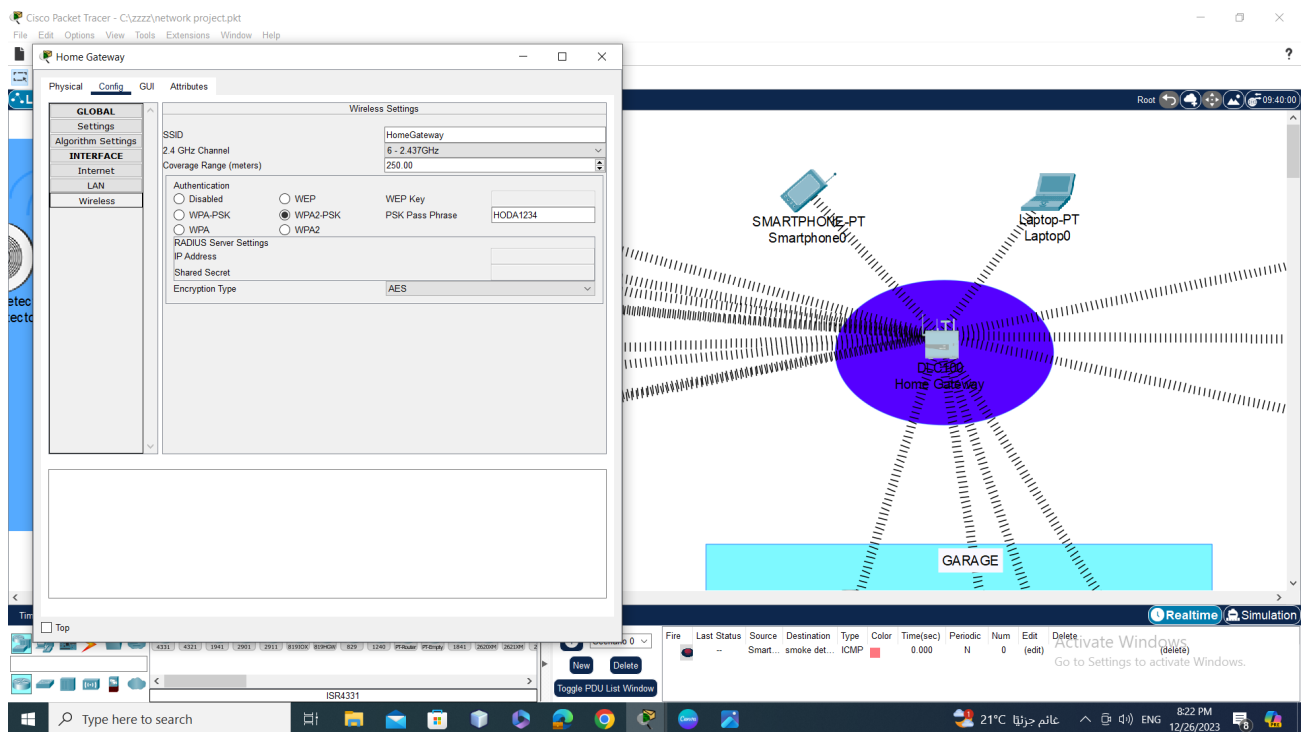 Cisco Packet Tracer - C:\zzzz\network project.pkt
File Edit Options View Tools Extensions Window Help
Home Gateway
?
Physical Config GUI Attributes
Root 09:40:00
GLOBAL
Settings
Algorithm Settings
INTERFACE
Internet
LAN
Wireless
Wireless Settings
SSID HomeGateway
2.4 GHz Channel 6 - 2.437GHz
Coverage Range (meters) 250.00
Authentication
Disabled WEP WEP Key
WPA-PSK WPA2-PSK PSK Pass Phrase HODA1234
WPA WPA2
RADIUS Server Settings
IP Address
Shared Secret
Encryption Type AES
SMARTPHONE-PT
Smartphone0
Laptop-PT
Laptop0
DLC100
Home Gateway
GARAGE
Top
Realtime Simulation
4331 4321 1941 2901 2911 819IOX 819HGW 829 1240 PT-Router PT-Empty 1841 2620XM 2621XM 2
ISR4331
New Delete
Toggle PDU List Window
Fire Last Status Source Destination Type Color Time(sec) Periodic Num Edit Delete
-- Smart... smoke det... ICMP 0.000 N 0 (edit) (delete)
Activate Windows
Go to Settings to activate Windows.
Type here to search
21°C غائم جزئيًا ENG
8:22 PM
12/26/2023
8